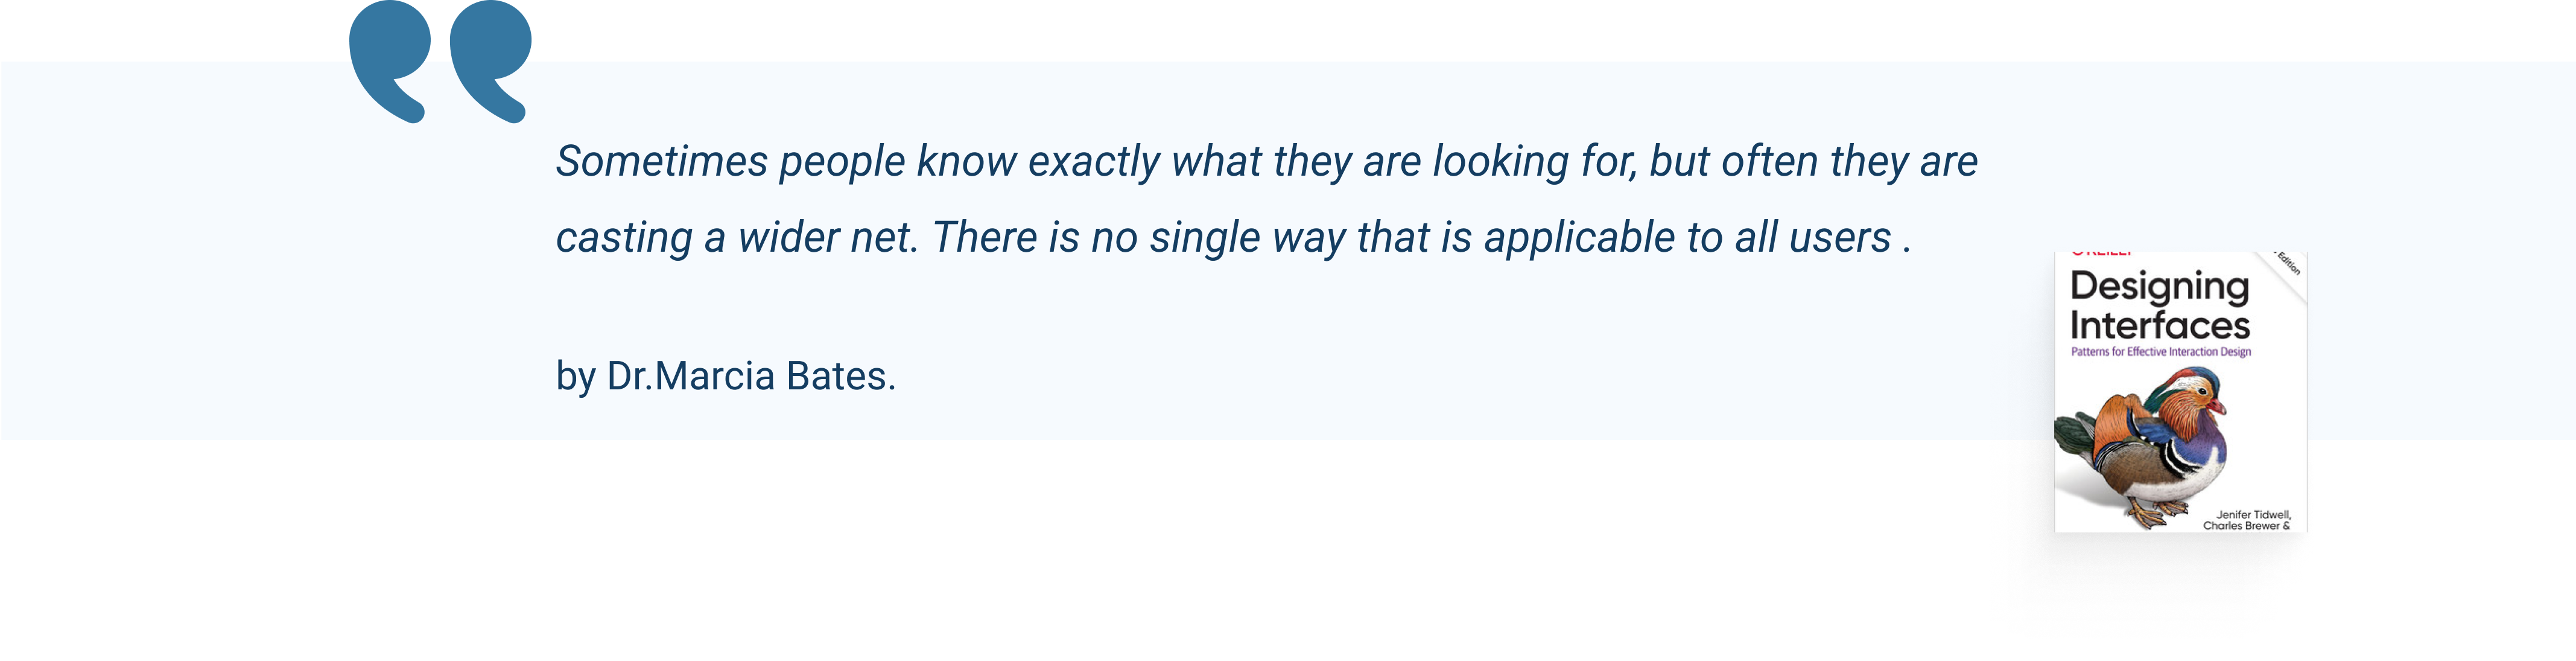 Sometimes people know exactly what they are looking for, but often they are
casting a wider net. There is no single way that is applicable to all users .
by Dr.Marcia Bates.
O'REILLY
Edition
Designing
Interfaces
Patterns for Effective Interaction Design
Jenifer Tidwell,
Charles Brewer &